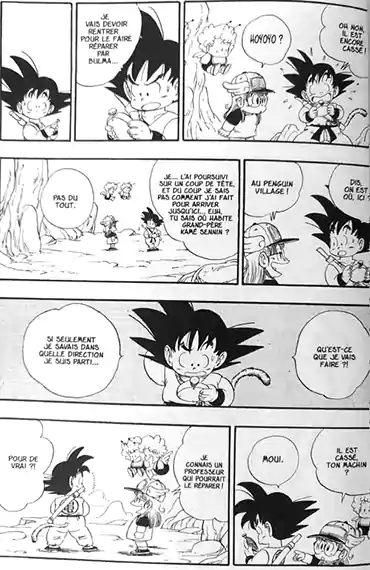 OH NON,
IL EST
ENCORE
CASSÉ !
HOYOYO ?
JE
VAIS DEVOIR
RENTRER
POUR LE FAIRE
RÉPARER
PAR
BULMA...
DIS,
ON EST
OÙ, ICI ?
AU PENGUIN
VILLAGE !
JE... L'AI POURSUIVI
SUR UN COUP DE TÊTE,
ET DU COUP JE SAIS
PAS COMMENT J'AI FAIT
POUR ARRIVER
JUSQU'ICI... EUH,
TU SAIS OÙ HABITE
GRAND-PÈRE
KAMÉ SENNIN ?
PAS DU
TOUT.
QU'EST-CE
QUE JE VAIS
FAIRE ?!
SI SEULEMENT
JE SAVAIS DANS
QUELLE DIRECTION
JE SUIS PARTI...
IL EST
CASSÉ,
TON MACHIN
?
MOUI.
JE
CONNAIS UN
PROFESSEUR
QUI POURRAIT
LE RÉPARER !
POUR DE
VRAI ?!